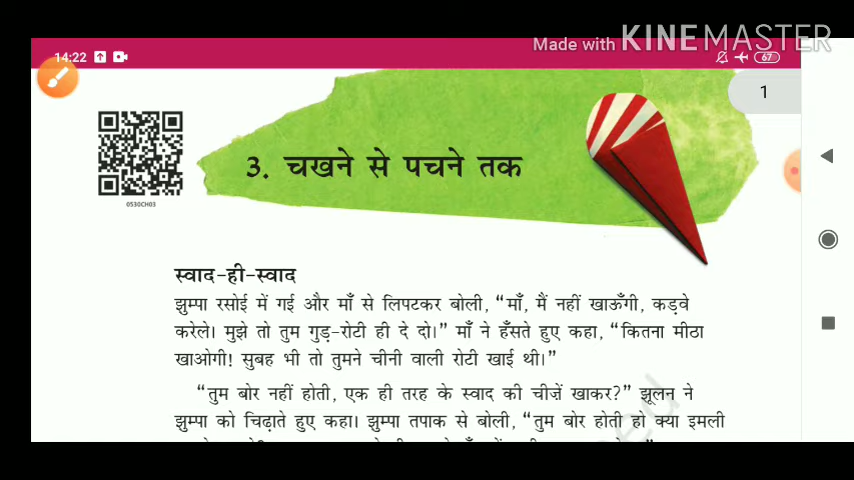 Made with KINEMASTER
14:22
67
1
0530CH03
3. चखने से पचने तक
स्वाद-ही-स्वाद
झुम्पा रसोई में गई और माँ से लिपटकर बोली, “माँ, मैं नहीं खाऊँगी, कड़वे
करेले। मुझे तो तुम गुड़-रोटी ही दे दो।” माँ ने हँसते हुए कहा, “कितना मीठा
खाओगी! सुबह भी तो तुमने चीनी वाली रोटी खाई थी।”
“तुम बोर नहीं होती, एक ही तरह के स्वाद की चीज़ें खाकर?” झूलन ने
झुम्पा को चिढ़ाते हुए कहा। झुम्पा तपाक से बोली, “तुम बोर होती हो क्या इमली